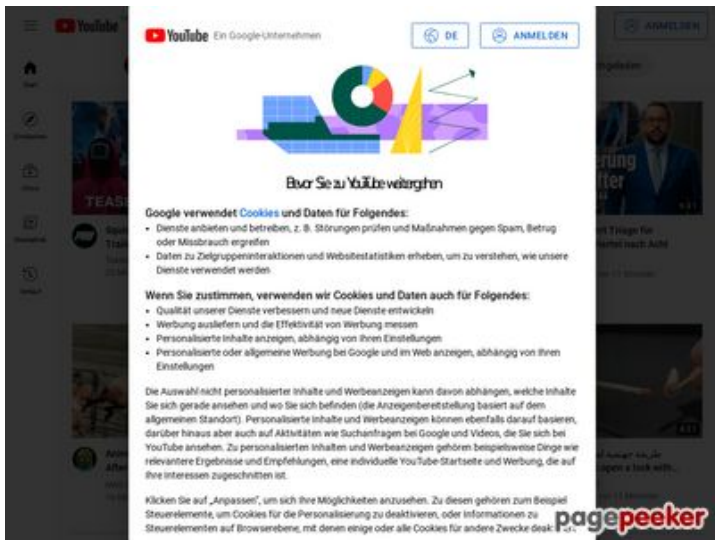 YouTube Ein Google-Unternehmen
DE
ANMELDEN
YouTube
ANMELDEN
Start
TEASE
Bevor Sie zu YouTube weitergehen
Google verwendet Cookies und Daten für Folgendes:
• Dienste anbieten und betreiben, z. B. Störungen prüfen und Maßnahmen gegen Spam, Betrug
oder Missbrauch ergreifen
• Daten zu Zielgruppeninteraktionen und Websitestatistiken erheben, um zu verstehen, wie unsere
Dienste verwendet werden
Wenn Sie zustimmen, verwenden wir Cookies und Daten auch für Folgendes:
• Qualität unserer Dienste verbessern und neue Dienste entwickeln
• Werbung ausliefern und die Effektivität von Werbung messen
• Personalisierte Inhalte anzeigen, abhängig von Ihren Einstellungen
• Personalisierte oder allgemeine Werbung bei Google und im Web anzeigen, abhängig von Ihren
Einstellungen
Die Auswahl nicht personalisierter Inhalte und Werbeanzeigen kann davon abhängen, welche Inhalte
Sie sich gerade ansehen und wo Sie sich befinden (die Anzeigenbereitstellung basiert auf dem
allgemeinen Standort). Personalisierte Inhalte und Werbeanzeigen können ebenfalls darauf basieren,
darüber hinaus aber auch auf Aktivitäten wie Suchanfragen bei Google und Videos, die Sie sich bei
YouTube ansehen. Zu personalisierten Inhalten und Werbeanzeigen gehören beispielsweise Dinge wie
relevantere Ergebnisse und Empfehlungen, eine individuelle YouTube-Startseite und Werbung, die auf
Ihre Interessen zugeschnitten ist.
Klicken Sie auf „Anpassen“, um sich Ihre Möglichkeiten anzusehen. Zu diesen gehören zum Beispiel
Steuerelemente, um Cookies für die Personalisierung zu deaktivieren, oder Informationen zu
Steuerelementen auf Browserebene, mit denen einige oder alle Cookies für andere Zwecke
pagepeeker